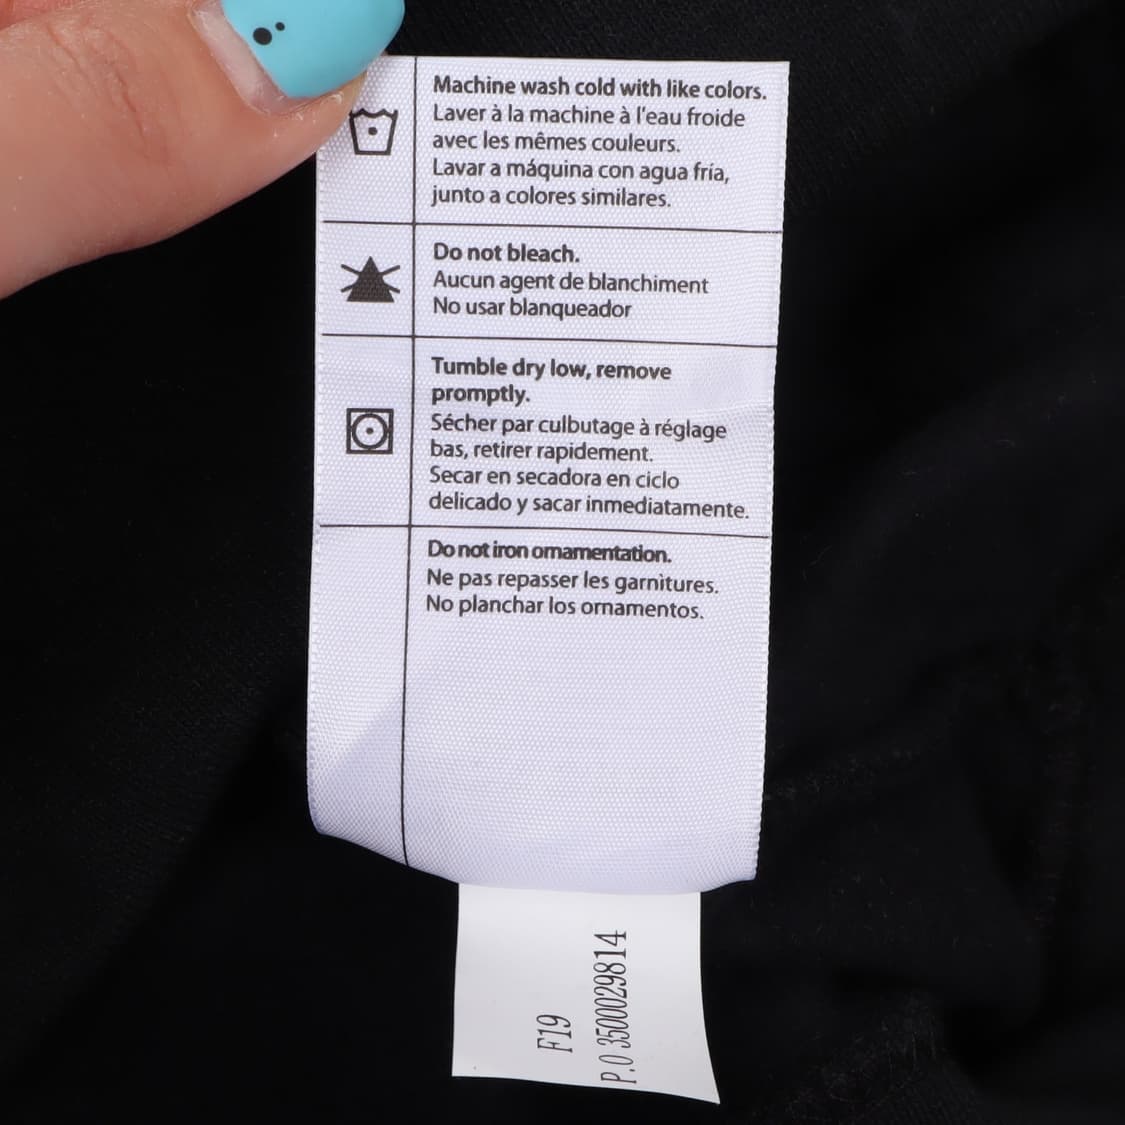 Machine wash cold with like colors.
Laver à la machine à l'eau froide
avec les mêmes couleurs.
Lavar a máquina con agua fría,
junto a colores similares.
Do not bleach.
Aucun agent de blanchiment
No usar blanqueador
Tumble dry low, remove
promptly.
Sécher par culbutage à réglage
bas, retirer rapidement.
Secar en secadora en ciclo
delicado y sacar inmediatamente.
Do not iron ornamentation.
Ne pas repasser les garnìtures.
No planchar los ornamentos.
F19
P.O 3500029814